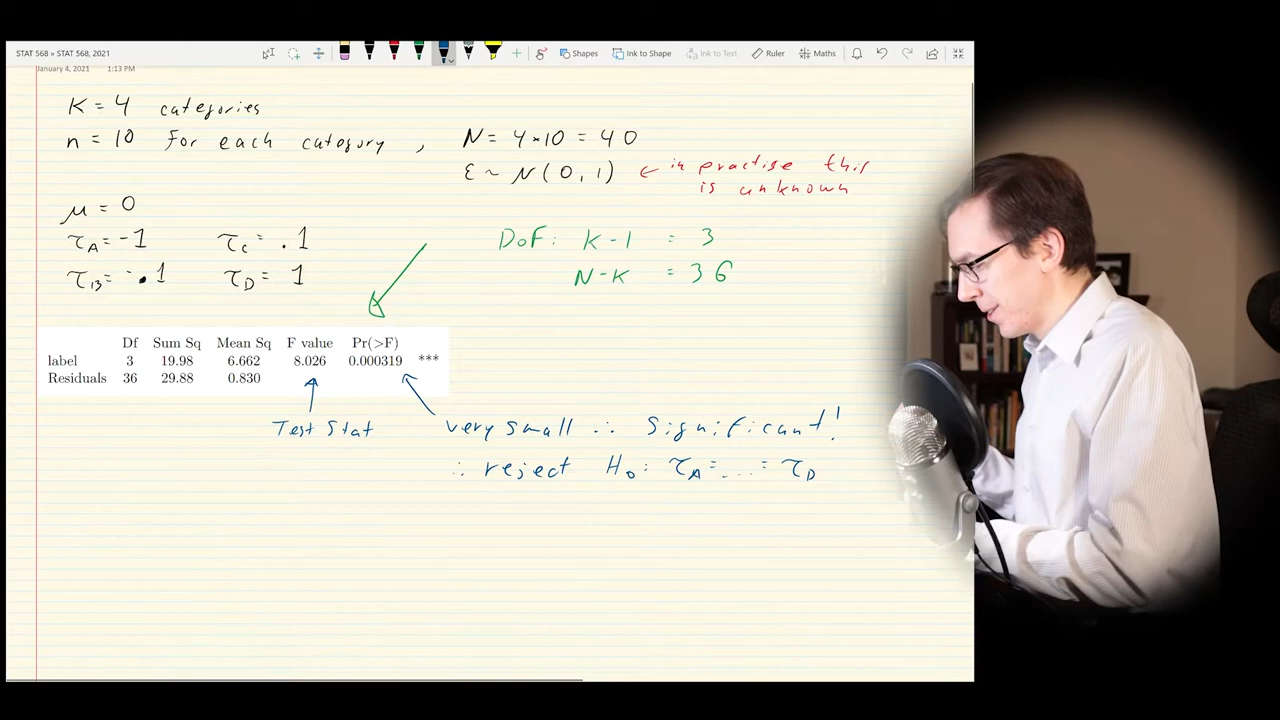 STAT 568 » STAT 568, 2021
Shapes Ink to Shape Ink to Text Ruler Maths
January 4, 2021 1:13 PM
K = 4 categories
n = 10 for each category , N = 4×10 = 40
ε ~ N(0,1) ← in practise this
is unknown
μ = 0
τA = -1 τC = .1 DoF: K-1 = 3
τB = -.1 τD = 1 N-K = 36
Df Sum Sq Mean Sq F value Pr(>F)
label 3 19.98 6.662 8.026 0.000319 ***
Residuals 36 29.88 0.830
Test Stat very small ∴ Significant!
∴ reject H0: τA = ... = τD